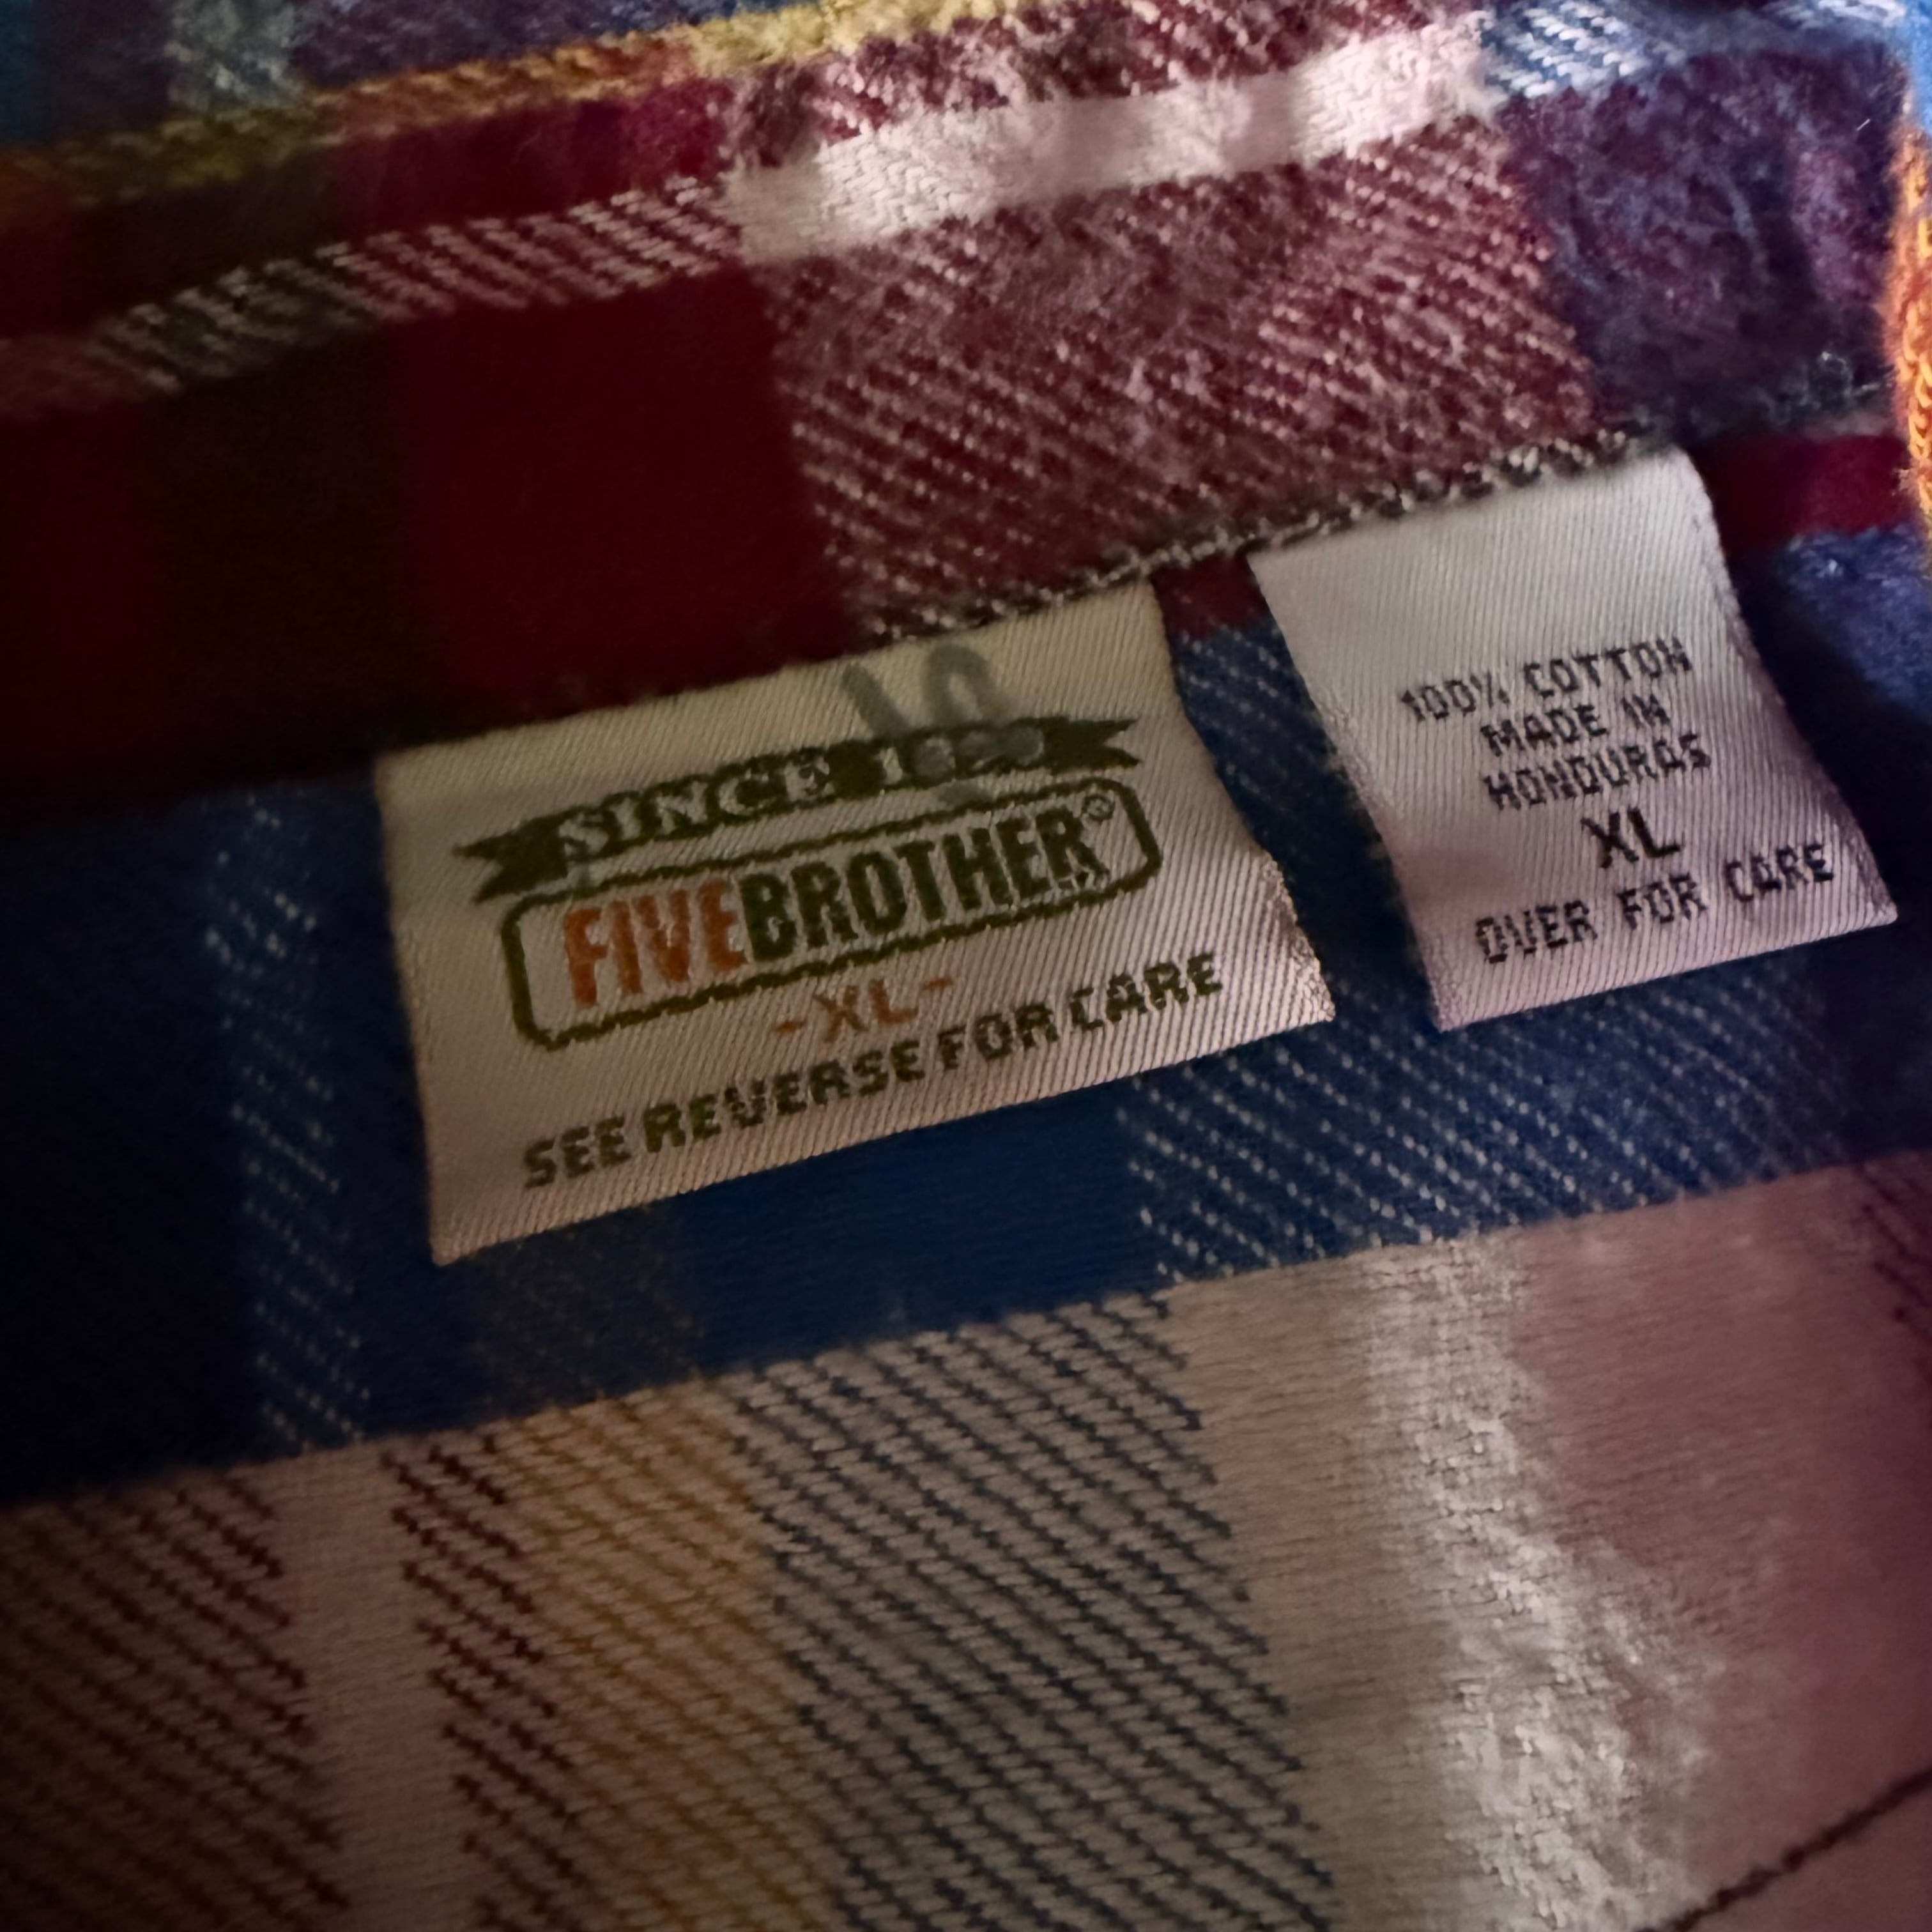 SINCE
FIVEBROTHER®
-XL-
SEE REVERSE FOR CARE
100% COTTON
MADE IN
HONDURAS
XL
OVER FOR CARE